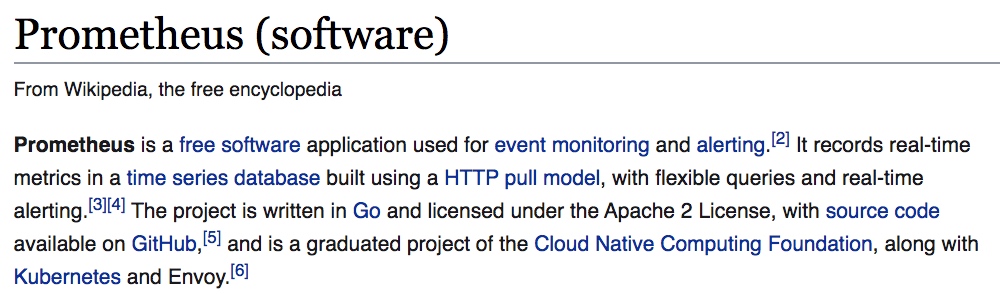 Prometheus (software)
From Wikipedia, the free encyclopedia
Prometheus is a free software application used for event monitoring and alerting.[2] It records real-time
metrics in a time series database built using a HTTP pull model, with flexible queries and real-time
alerting.[3][4] The project is written in Go and licensed under the Apache 2 License, with source code
available on GitHub,[5] and is a graduated project of the Cloud Native Computing Foundation, along with
Kubernetes and Envoy.[6]